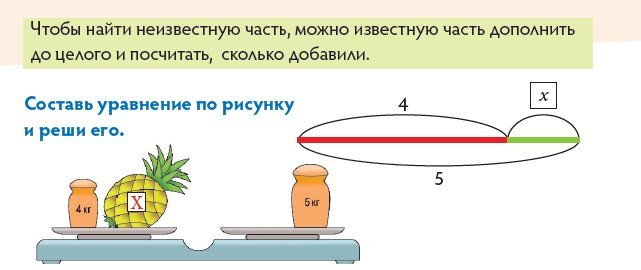 Чтобы найти неизвестную часть, можно известную часть дополнить
до целого и посчитать, сколько добавили.
Составь уравнение по рисунку
и реши его.
4
x
5
4 кг
X
5 кг